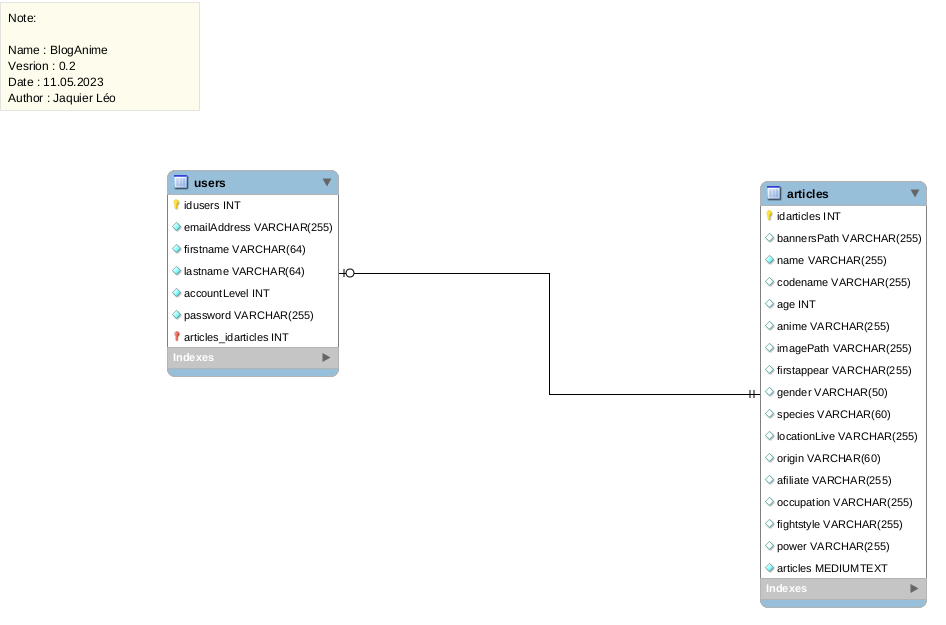 Note:
Name : BlogAnime
Vesrion : 0.2
Date : 11.05.2023
Author : Jaquier Léo
users
idusers INT
emailAddress VARCHAR(255)
firstname VARCHAR(64)
lastname VARCHAR(64)
accountLevel INT
password VARCHAR(255)
articles_idarticles INT
Indexes
articles
idarticles INT
bannersPath VARCHAR(255)
name VARCHAR(255)
codename VARCHAR(255)
age INT
anime VARCHAR(255)
imagePath VARCHAR(255)
firstappear VARCHAR(255)
gender VARCHAR(50)
species VARCHAR(60)
locationLive VARCHAR(255)
origin VARCHAR(60)
afiliate VARCHAR(255)
occupation VARCHAR(255)
fightstyle VARCHAR(255)
power VARCHAR(255)
articles MEDIUMTEXT
Indexes